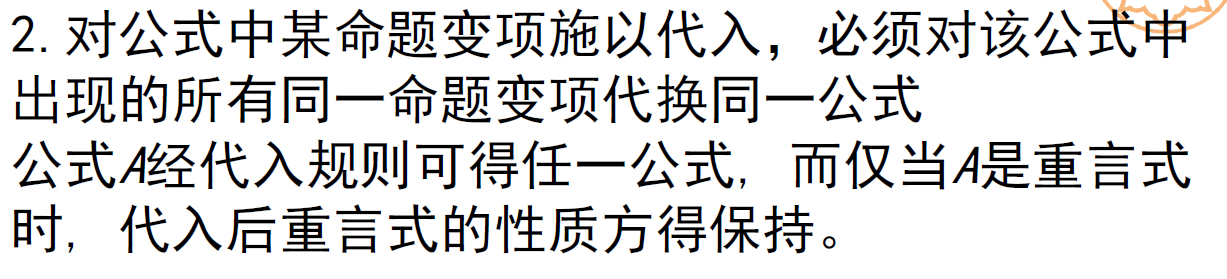 2. 对公式中某命题变项施以代入，必须对该公式中
出现的所有同一命题变项代换同一公式
公式A经代入规则可得任一公式, 而仅当A是重言式
时, 代入后重言式的性质方得保持。